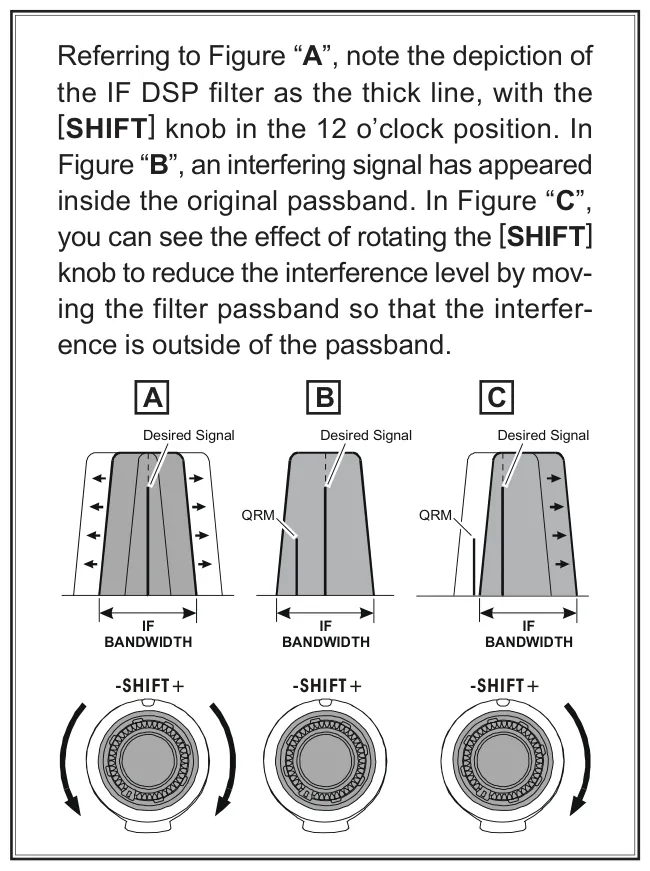 Referring to Figure “A”, note the depiction of
the IF DSP filter as the thick line, with the
[SHIFT] knob in the 12 o’clock position. In
Figure “B”, an interfering signal has appeared
inside the original passband. In Figure “C”,
you can see the effect of rotating the [SHIFT]
knob to reduce the interference level by mov-
ing the filter passband so that the interfer-
ence is outside of the passband.
A B C
Desired Signal Desired Signal Desired Signal
QRM QRM
IF IF IF
BANDWIDTH BANDWIDTH BANDWIDTH
-SHIFT+ -SHIFT+ -SHIFT+